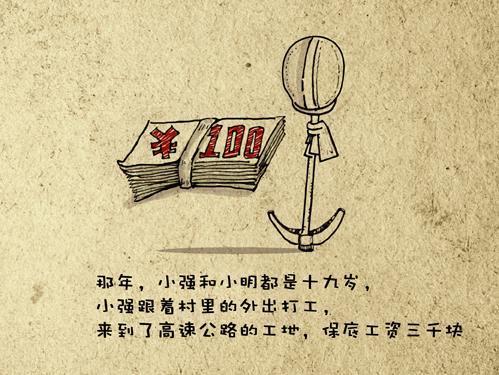 ¥100
那年，小强和小明都是十九岁，
小强跟着村里的外出打工，
来到了高速公路的工地，保底工资三千块